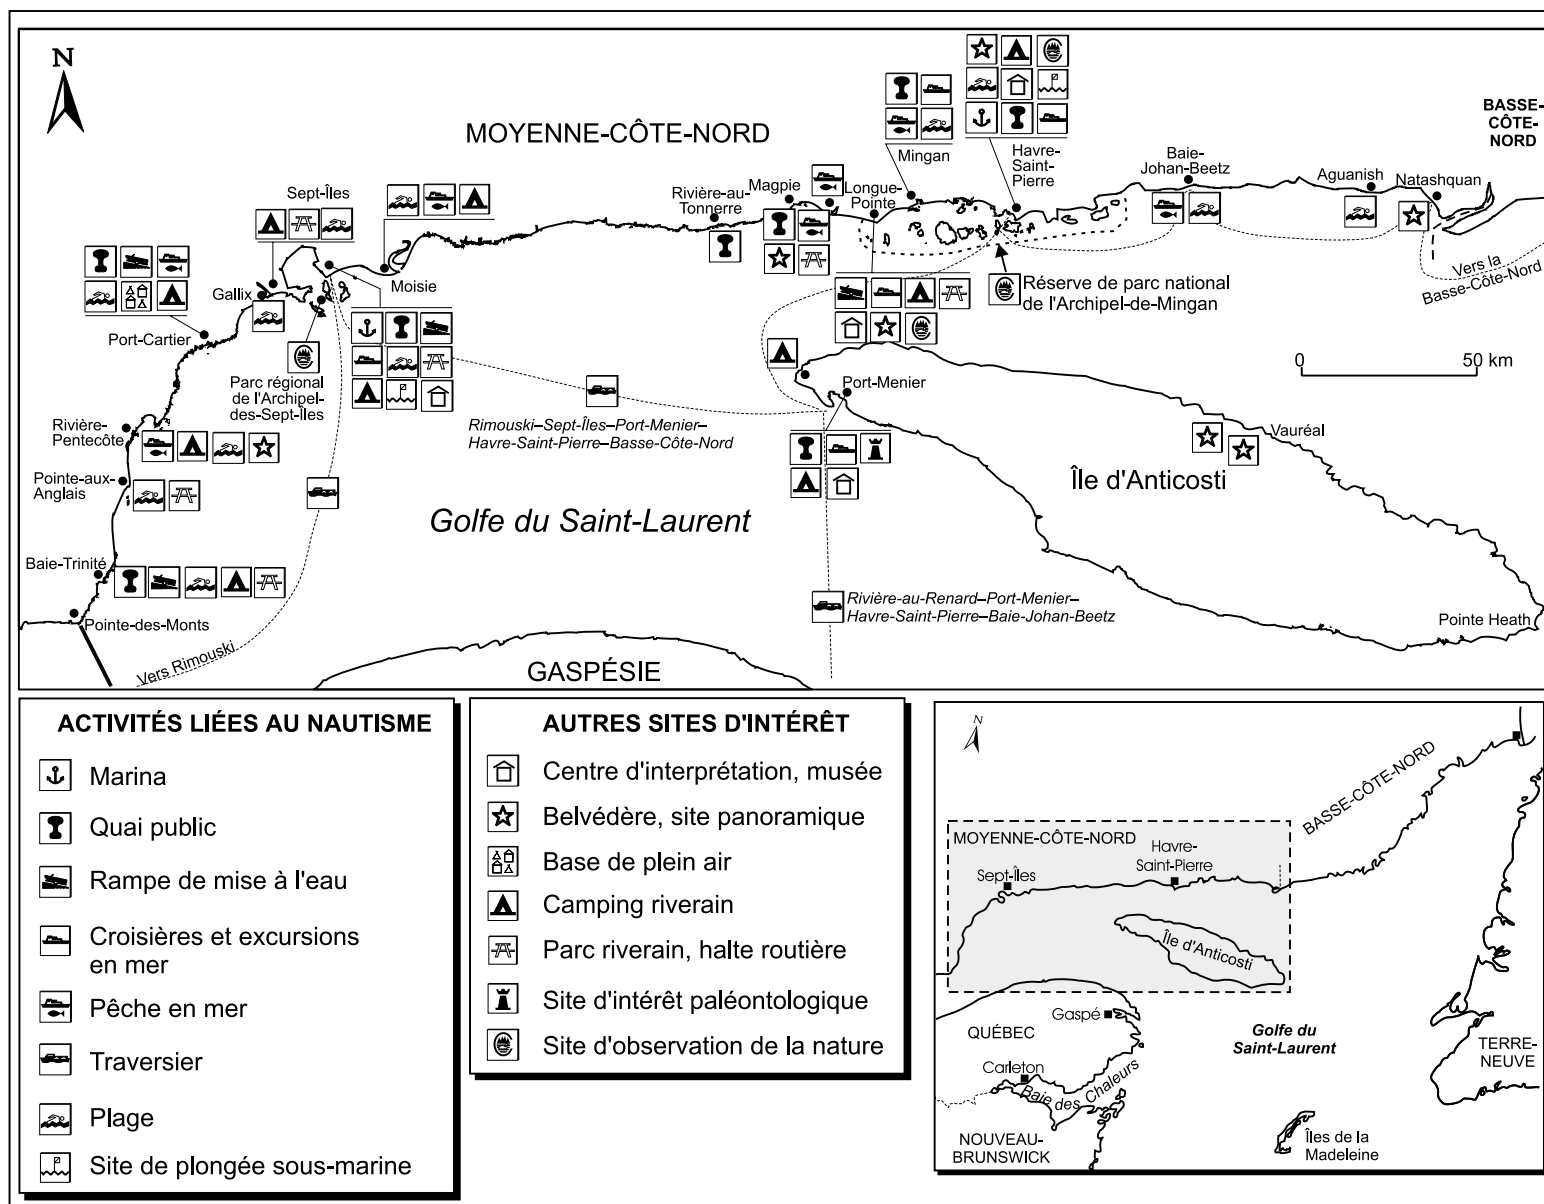 N
MOYENNE-CÔTE-NORD
BASSE-
CÔTE-
NORD
Sept-Îles
Moisie
Gallix
Port-Cartier
Parc régional
de l'Archipel-
des-Sept-Îles
Rivière-
Pentecôte
Pointe-aux-
Anglais
Baie-Trinité
Pointe-des-Monts
Vers Rimouski
Rivière-au-
Tonnerre
Magpie
Longue-
Pointe
Mingan
Havre-
Saint-
Pierre
Baie-
Johan-Beetz
Aguanish
Natashquan
Vers la
Basse-Côte-Nord
Réserve de parc national
de l'Archipel-de-Mingan
0 50 km
Port-Menier
Vauréal
Île d'Anticosti
Pointe Heath
Rimouski–Sept-Îles–Port-Menier–
Havre-Saint-Pierre–Basse-Côte-Nord
Golfe du Saint-Laurent
Rivière-au-Renard–Port-Menier–
Havre-Saint-Pierre–Baie-Johan-Beetz
GASPÉSIE
ACTIVITÉS LIÉES AU NAUTISME
Marina
Quai public
Rampe de mise à l'eau
Croisières et excursions
en mer
Pêche en mer
Traversier
Plage
Site de plongée sous-marine
AUTRES SITES D'INTÉRÊT
Centre d'interprétation, musée
Belvédère, site panoramique
Base de plein air
Camping riverain
Parc riverain, halte routière
Site d'intérêt paléontologique
Site d'observation de la nature
N
BASSE-CÔTE-NORD
MOYENNE-CÔTE-NORD
Havre-
Saint-Pierre
Sept-Îles
Île d'Anticosti
Gaspé
QUÉBEC
Golfe du
Saint-Laurent
TERRE-
NEUVE
Carleton
Baie des Chaleurs
NOUVEAU-
BRUNSWICK
Îles de la
Madeleine